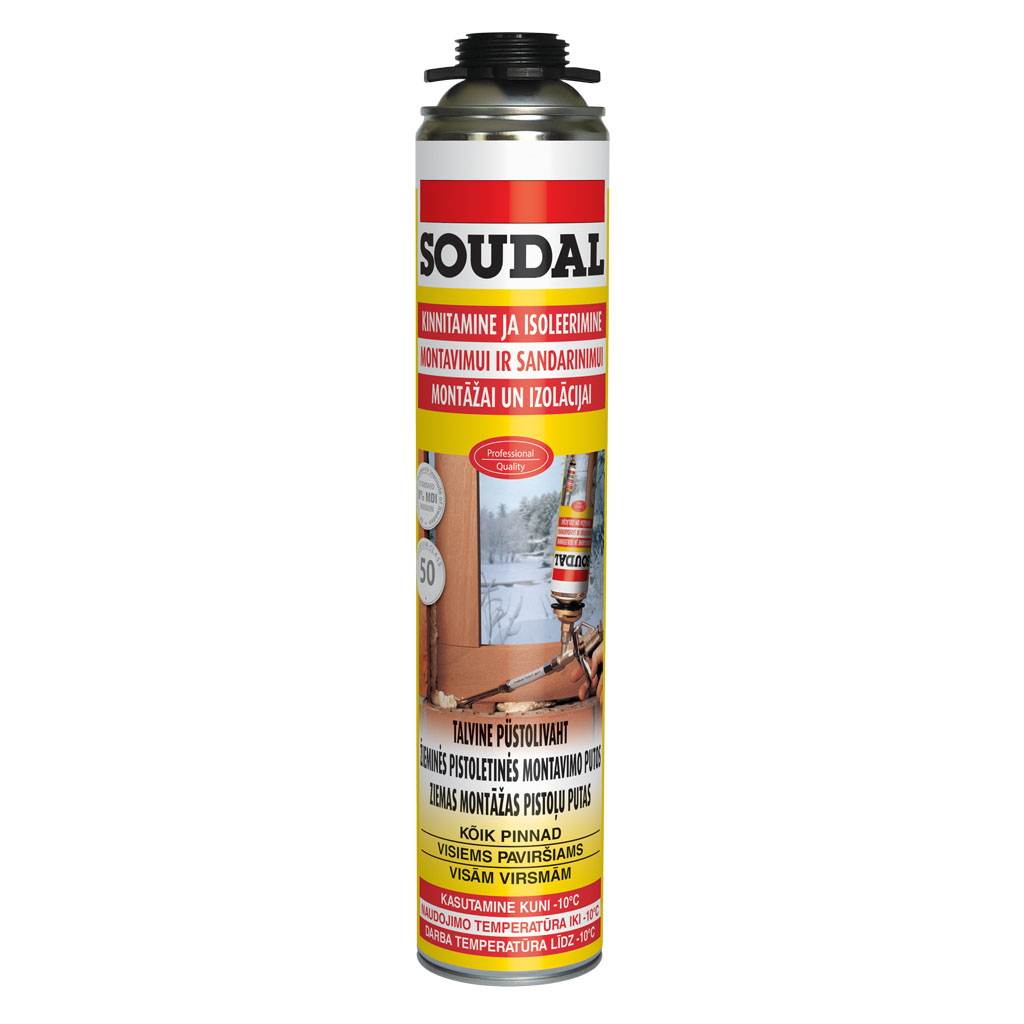 SOUDAL
KINNITAMINE JA ISOLEERIMINE
MONTAVIMUI IR SANDARINIMUI
MONTĀŽAI UN IZOLĀCIJAI
Professional
Quality
MDI
50
SOUDAL
TALVINE PÜSTOLIVAHT
ŽIEMINĖS PISTOLETINĖS MONTAVIMO PUTOS
ZIEMAS MONTĀŽAS PISTOĻU PUTAS
KÕIK PINNAD
VISIEMS PAVIRŠIAMS
VISĀM VIRSMĀM
KASUTAMINE KUNI -10°C
NAUDOJIMO TEMPERATŪRA IKI -10°C
DARBA TEMPERATŪRA LĪDZ -10°C